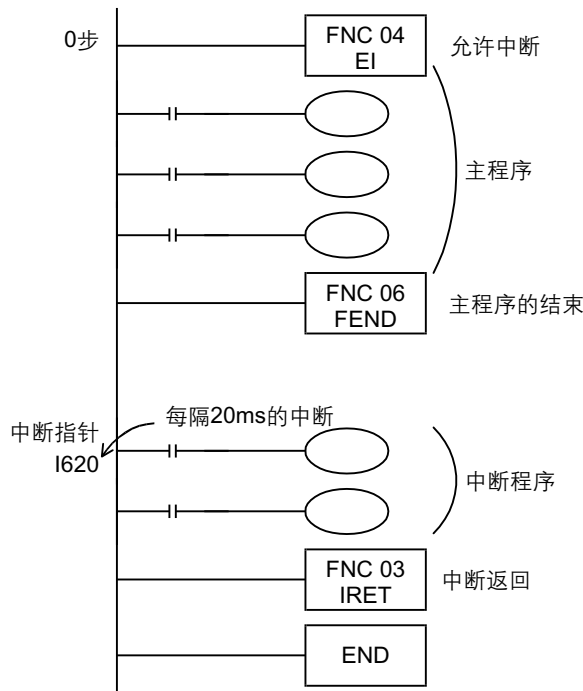 0步
FNC 04
EI
允许中断
主程序
FNC 06
FEND
主程序的结束
每隔20ms的中断
中断指针
I620
中断程序
FNC 03
IRET
中断返回
END